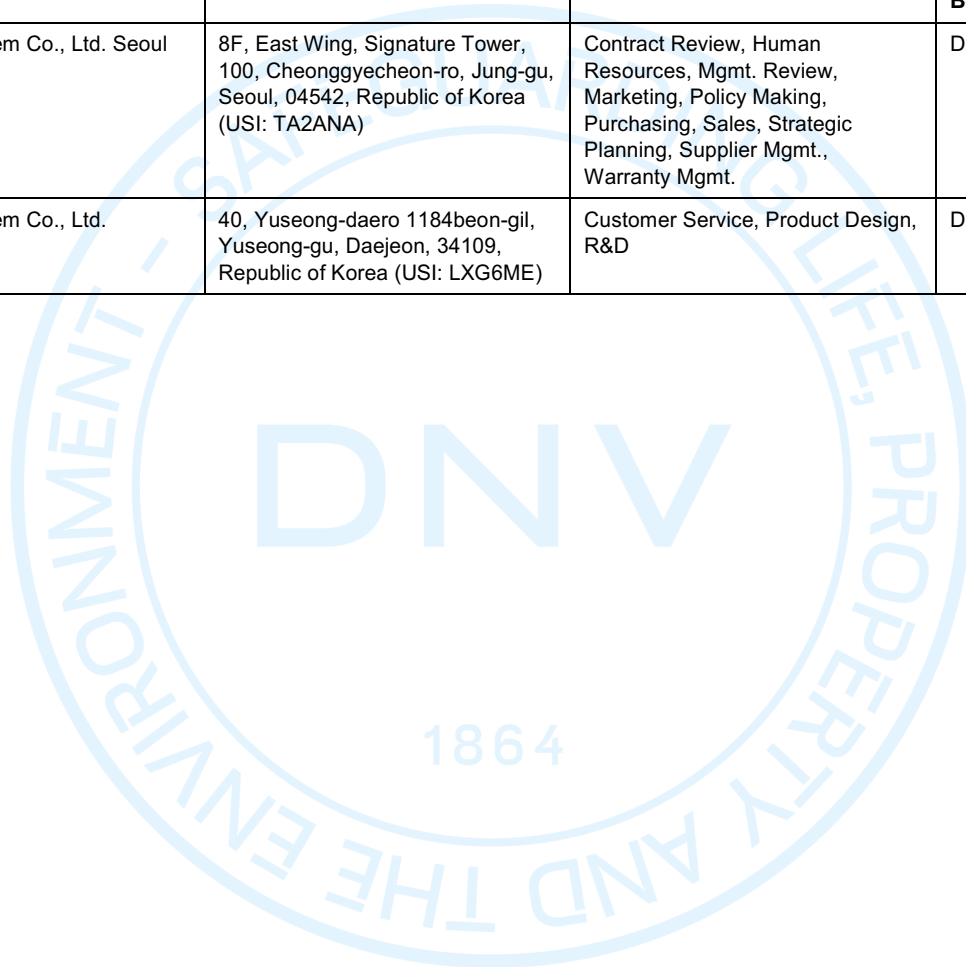 B
em Co., Ltd. Seoul
8F, East Wing, Signature Tower,
100, Cheonggyecheon-ro, Jung-gu,
Seoul, 04542, Republic of Korea
(USI: TA2ANA)
Contract Review, Human
Resources, Mgmt. Review,
Marketing, Policy Making,
Purchasing, Sales, Strategic
Planning, Supplier Mgmt.,
Warranty Mgmt.
D
em Co., Ltd.
40, Yuseong-daero 1184beon-gil,
Yuseong-gu, Daejeon, 34109,
Republic of Korea (USI: LXG6ME)
Customer Service, Product Design,
R&D
D
SAFEGUARDING LIFE, PROPERTY AND THE ENVIRONMENT -
DNV
1864